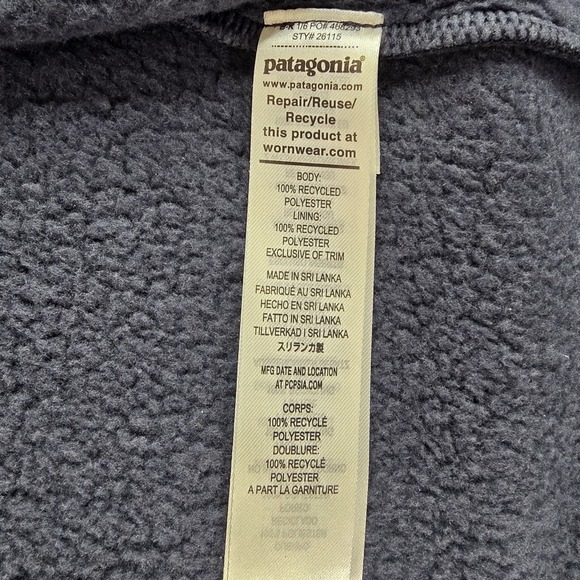 1/6 PO#
STY# 26115
patagonia
www.patagonia.com
Repair/Reuse/
Recycle
this product at
wornwear.com
BODY:
100% RECYCLED
POLYESTER
LINING:
100% RECYCLED
POLYESTER
EXCLUSIVE OF TRIM
MADE IN SRI LANKA
FABRIQUÉ AU SRI LANKA
HECHO EN SRI LANKA
FATTO IN SRI LANKA
TILLVERKAD I SRI LANKA
スリランカ製
MFG DATE AND LOCATION
AT PCPSIA.COM
CORPS:
100% RECYCLÉ
POLYESTER
DOUBLURE:
100% RECYCLÉ
POLYESTER
A PART LA GARNITURE